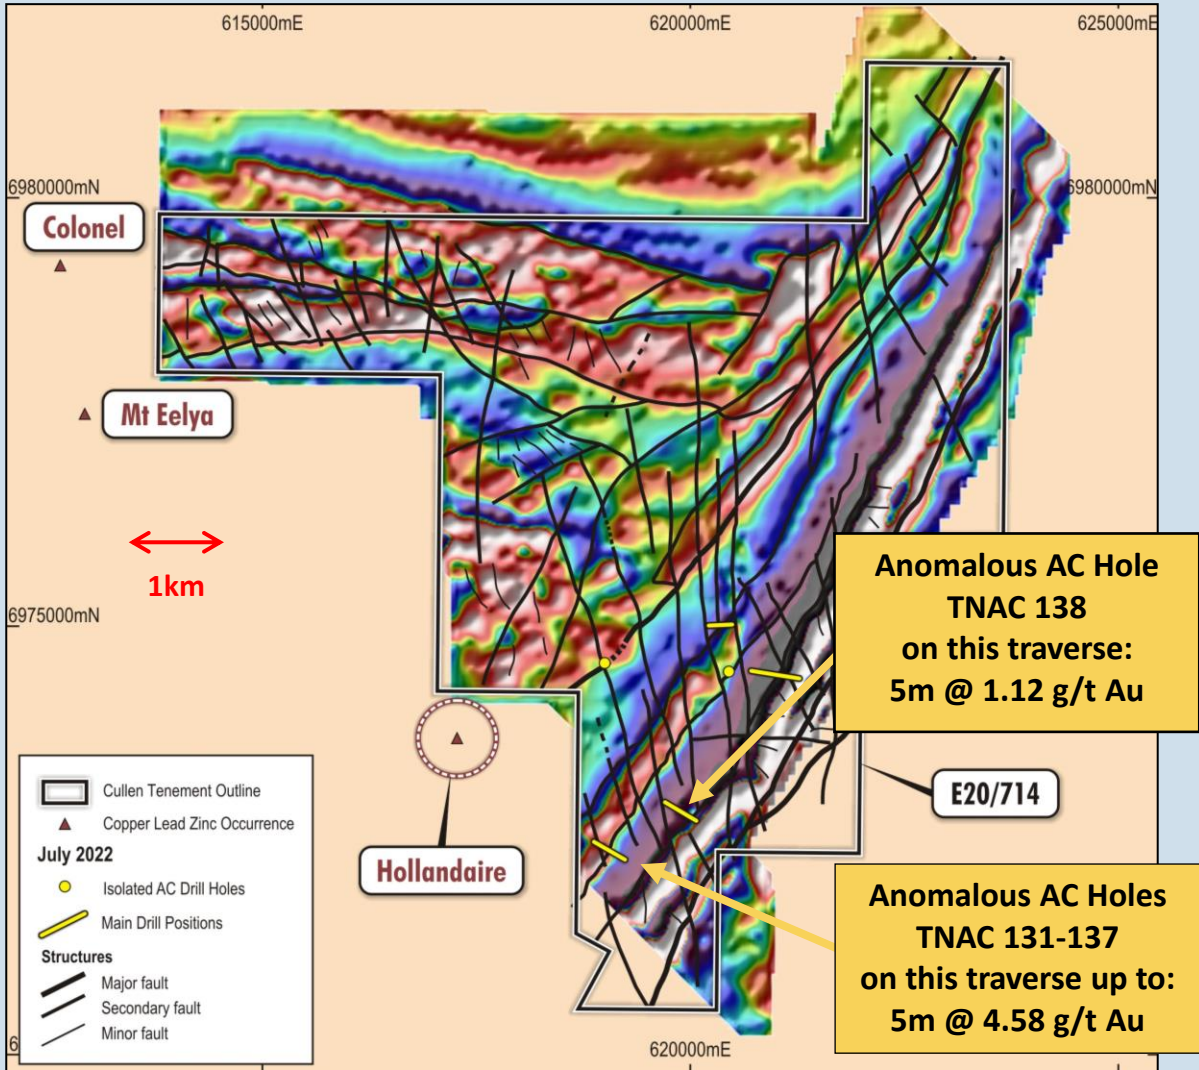 615000mE
620000mE
625000mE
6980000mN
6980000mN
Colonel
Mt Eelya
1km
6975000mN
Anomalous AC Hole
TNAC 138
on this traverse:
5m @ 1.12 g/t Au
E20/714
Hollandaire
Cullen Tenement Outline
Copper Lead Zinc Occurrence
July 2022
Isolated AC Drill Holes
Main Drill Positions
Structures
Major fault
Secondary fault
Minor fault
Anomalous AC Holes
TNAC 131-137
on this traverse up to:
5m @ 4.58 g/t Au
620000mE